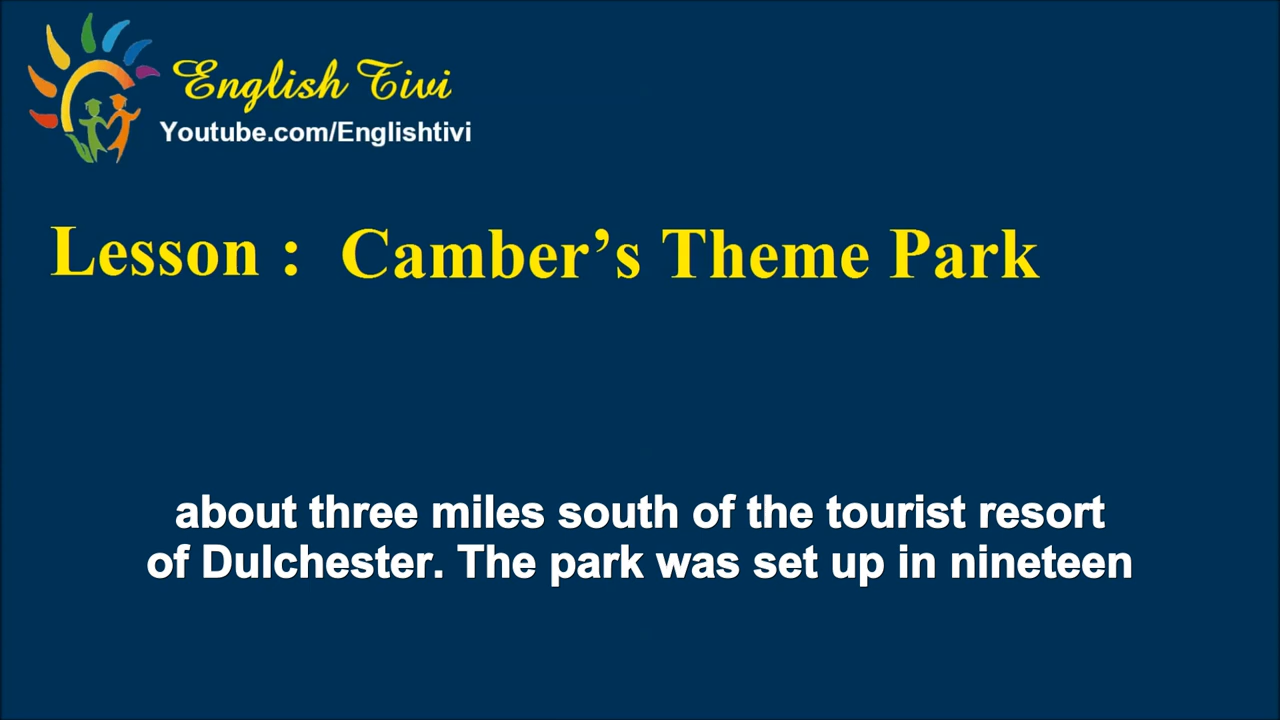 English Tivi
Youtube.com/Englishtivi
Lesson : Camber’s Theme Park
about three miles south of the tourist resort
of Dulchester. The park was set up in nineteen